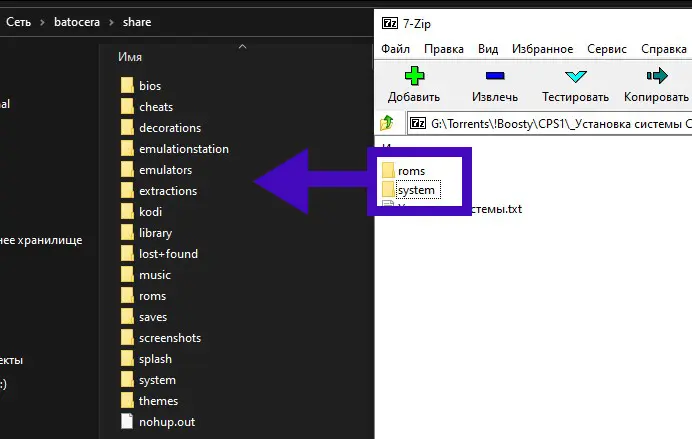 Сеть > batocera > share
Имя
bios
cheats
decorations
emulationstation
emulators
extractions
kodi
library
lost+found
music
roms
saves
screenshots
splash
system
themes
nohup.out
al
нее хранилище
екты
:)
7z 7-Zip
Файл Правка Вид Избранное Сервис Справка
Добавить Извлечь Тестировать Копировать
7z G:\Torrents\!Boosty\CPS1\_Установка системы C
roms
system
стемы.txt